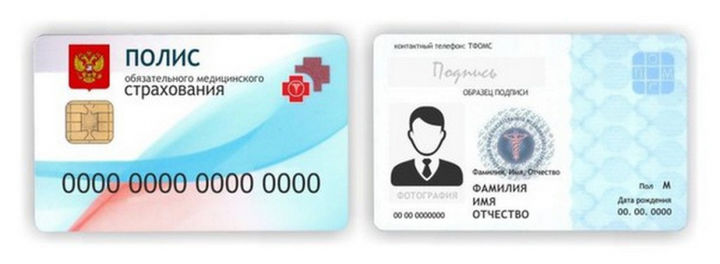 ПОЛИС
обязательного медицинского
страхования
0000 0000 0000 0000
контактный телефон: ТФОМС
Подпись
ОБРАЗЕЦ ПОДПИСИ
ФОТОГРАФИЯ
00 00 0000000
Фамилия, Имя, Отчество
ФАМИЛИЯ
ИМЯ
ОТЧЕСТВО
Пол М
Дата рождения
00. 00. 0000